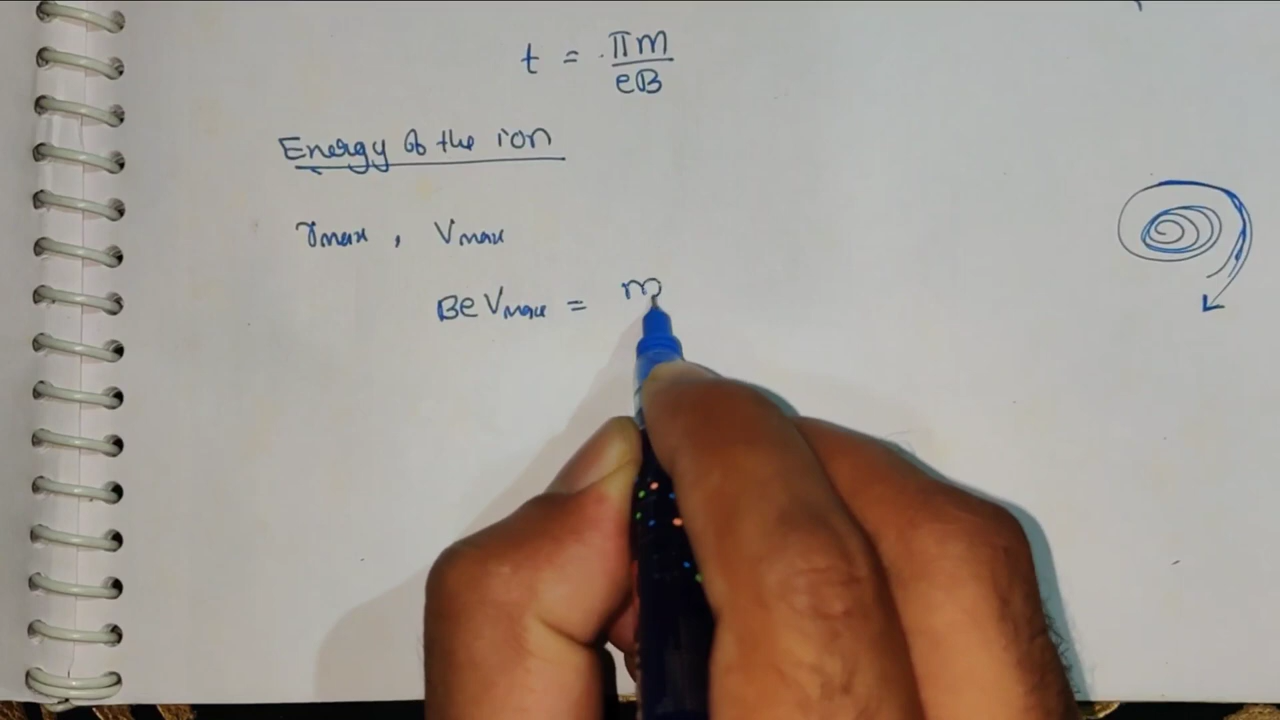 t = πm/eB
Energy of the ion
rmax , Vmax
BeVmax = m